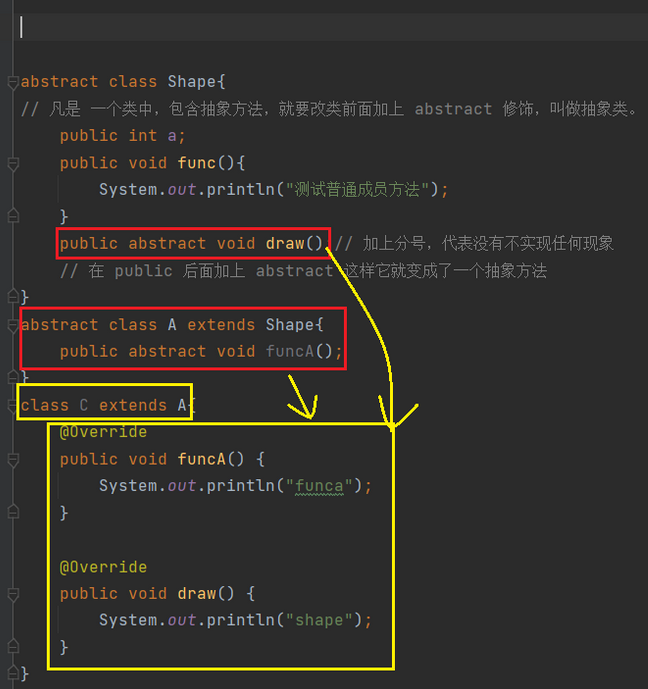 abstract class Shape{
// 凡是 一个类中，包含抽象方法，就要改类前面加上 abstract 修饰，叫做抽象类。
public int a;
public void func(){
System.out.println("测试普通成员方法");
}
public abstract void draw() // 加上分号，代表没有不实现任何现象
// 在 public 后面加上 abstract 这样它就变成了一个抽象方法
}
abstract class A extends Shape{
public abstract void funcA();
}
class C extends A{
@Override
public void funcA() {
System.out.println("funca");
}
@Override
public void draw() {
System.out.println("shape");
}
}